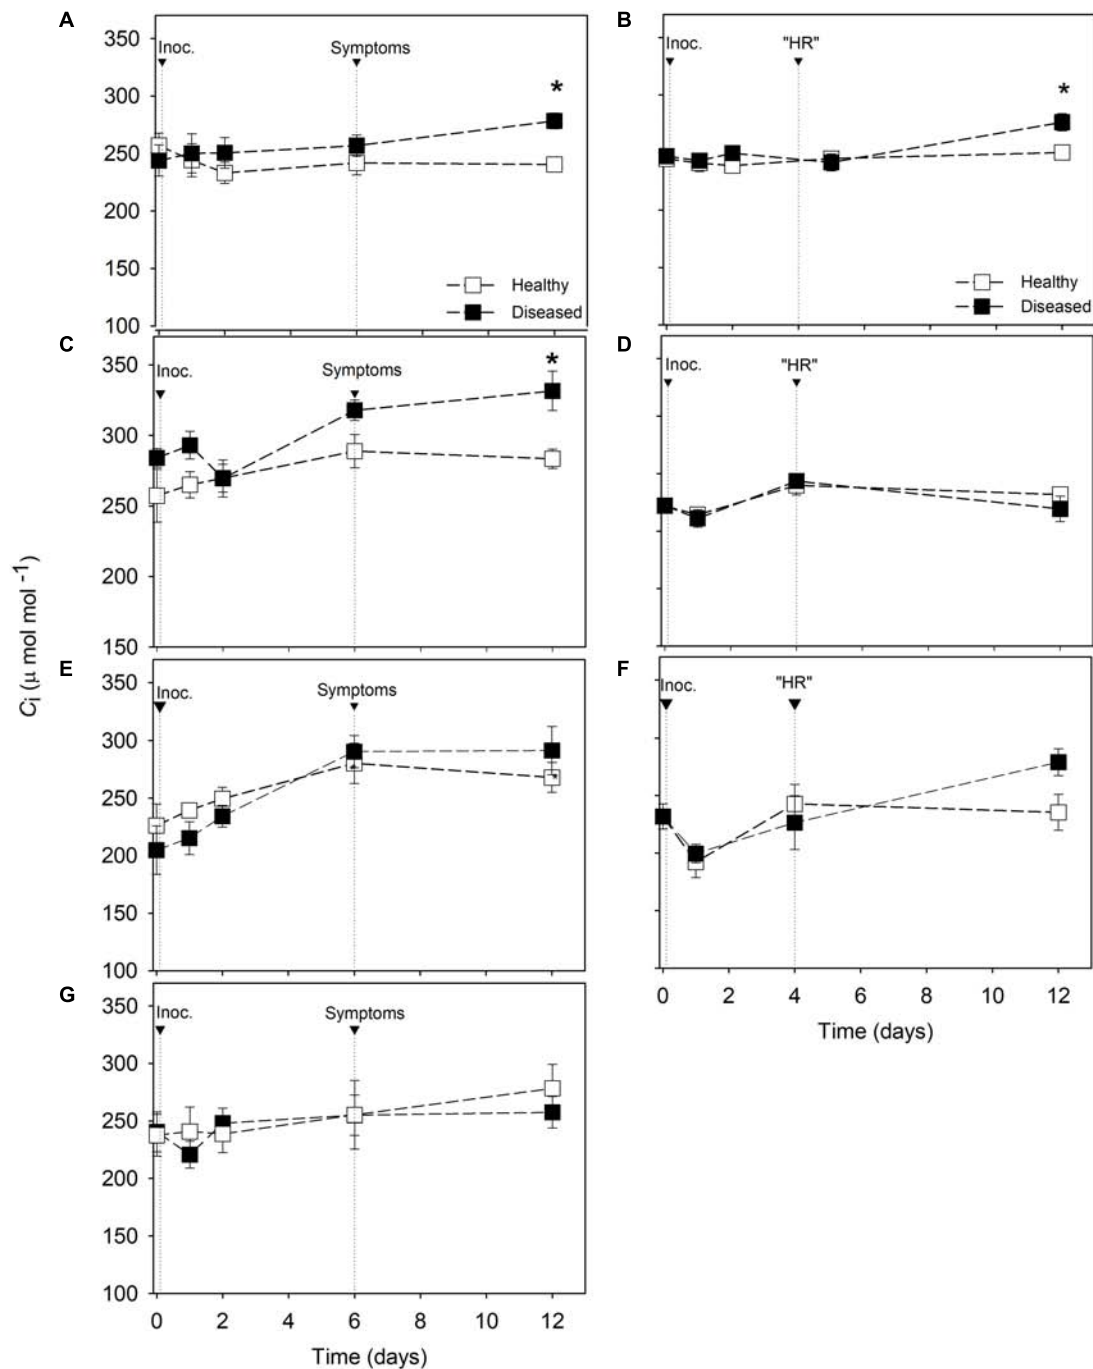 A
350
Inoc.
Symptoms
*
300
250
200
150
100
Healthy
Diseased
B
Inoc.
"HR"
*
Healthy
Diseased
C
350
Inoc.
Symptoms
*
300
250
200
150
D
Inoc.
"HR"
Ci (μ mol mol -1)
E
350
Inoc.
Symptoms
300
250
200
150
100
F
Inoc.
"HR"
0 2 4 6 8 10 12
Time (days)
G
350
Inoc.
Symptoms
300
250
200
150
100
0 2 4 6 8 10 12
Time (days)